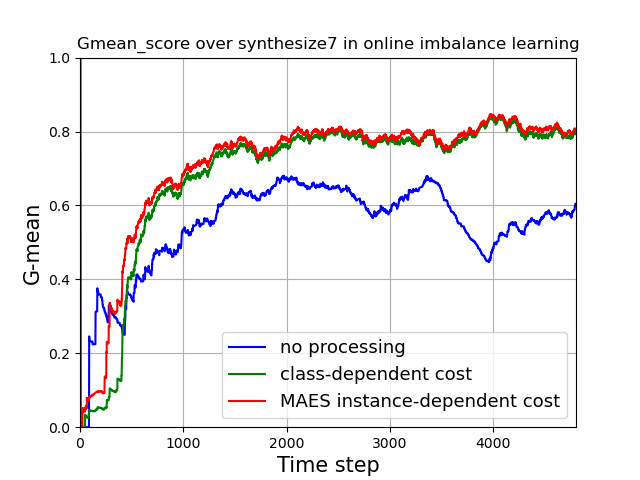 Gmean_score over synthesize7 in online imbalance learning
1.0
0.8
0.6
0.4
0.2
0.0
G-mean
no processing
class-dependent cost
MAES instance-dependent cost
0 1000 2000 3000 4000
Time step